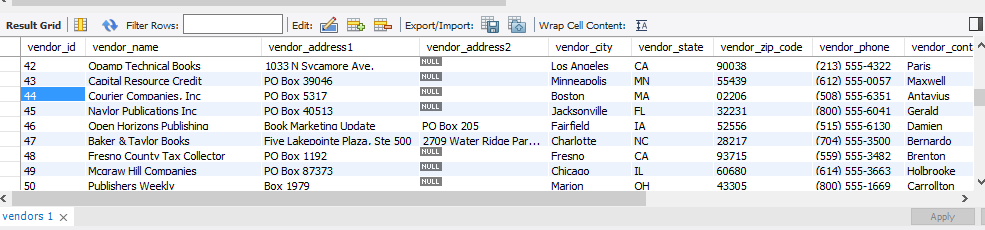 Result Grid Filter Rows: Edit: Export/Import: Wrap Cell Content:
vendor_id vendor_name vendor_address1 vendor_address2 vendor_city vendor_state vendor_zip_code vendor_phone vendor_cont
42 Opamp Technical Books 1033 N Sycamore Ave. NULL Los Angeles CA 90038 (213) 555-4322 Paris
43 Capital Resource Credit PO Box 39046 NULL Minneapolis MN 55439 (612) 555-0057 Maxwell
44 Courier Companies, Inc PO Box 5317 NULL Boston MA 02206 (508) 555-6351 Antavius
45 Naylor Publications Inc PO Box 40513 NULL Jacksonville FL 32231 (800) 555-6041 Gerald
46 Open Horizons Publishing Book Marketing Update PO Box 205 Fairfield IA 52556 (515) 555-6130 Damien
47 Baker & Taylor Books Five Lakepointe Plaza, Ste 500 2709 Water Ridge Par... Charlotte NC 28217 (704) 555-3500 Bernardo
48 Fresno County Tax Collector PO Box 1192 NULL Fresno CA 93715 (559) 555-3482 Brenton
49 Mcgraw Hill Companies PO Box 87373 NULL Chicago IL 60680 (614) 555-3663 Holbrooke
50 Publishers Weekly Box 1979 NULL Marion OH 43305 (800) 555-1669 Carrollton
vendors 1 Apply